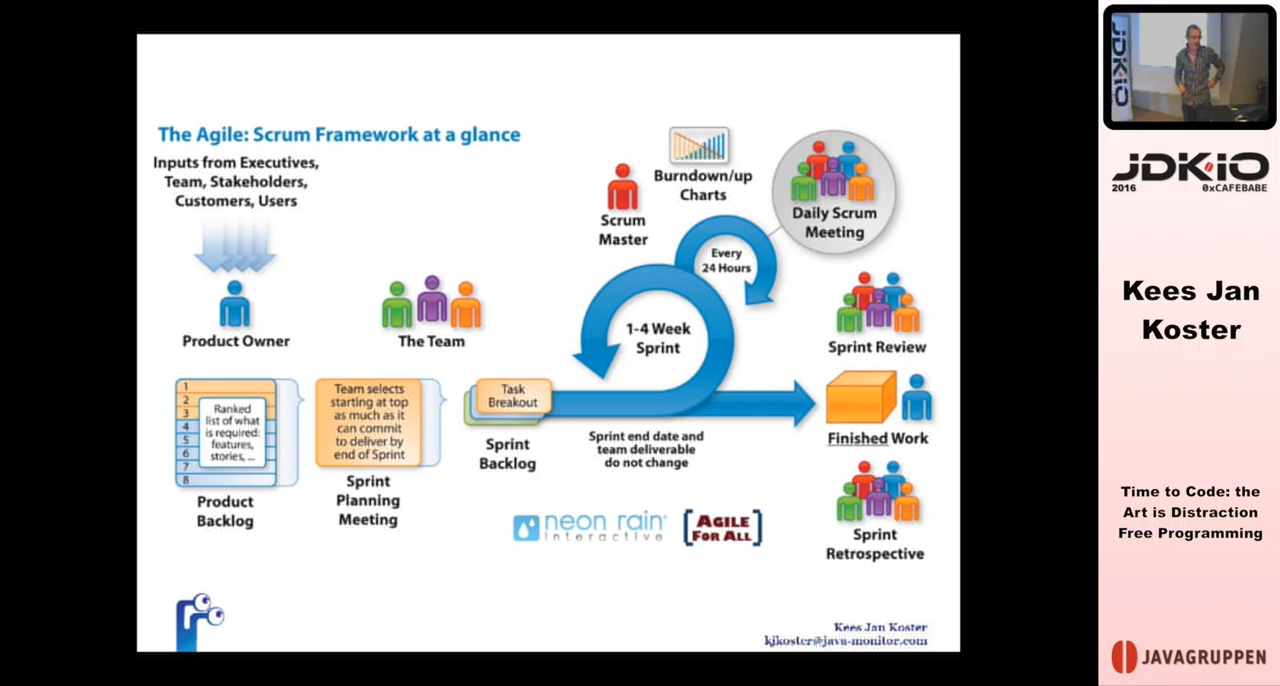 The Agile: Scrum Framework at a glance
Inputs from Executives,
Team, Stakeholders,
Customers, Users
Product Owner
The Team
1
2
3
4
5
6
7
8
Ranked
list of what
is required:
features,
stories, ...
Product
Backlog
Team selects
starting at top
as much as it
can commit
to deliver by
end of Sprint
Sprint
Planning
Meeting
Task
Breakout
Sprint
Backlog
Scrum
Master
Burndown/up
Charts
Daily Scrum
Meeting
Every
24 Hours
1-4 Week
Sprint
Sprint end date and
team deliverable
do not change
Sprint Review
Finished Work
Sprint
Retrospective
neon rain
interactive
[AGILE
FOR ALL]
Kees Jan Koster
kjkoster@java-monitor.com
JDKIO
JDK.IO
2016 0xCAFEBABE
Kees Jan
Koster
Time to Code: the
Art is Distraction
Free Programming
JAVAGRUPPEN